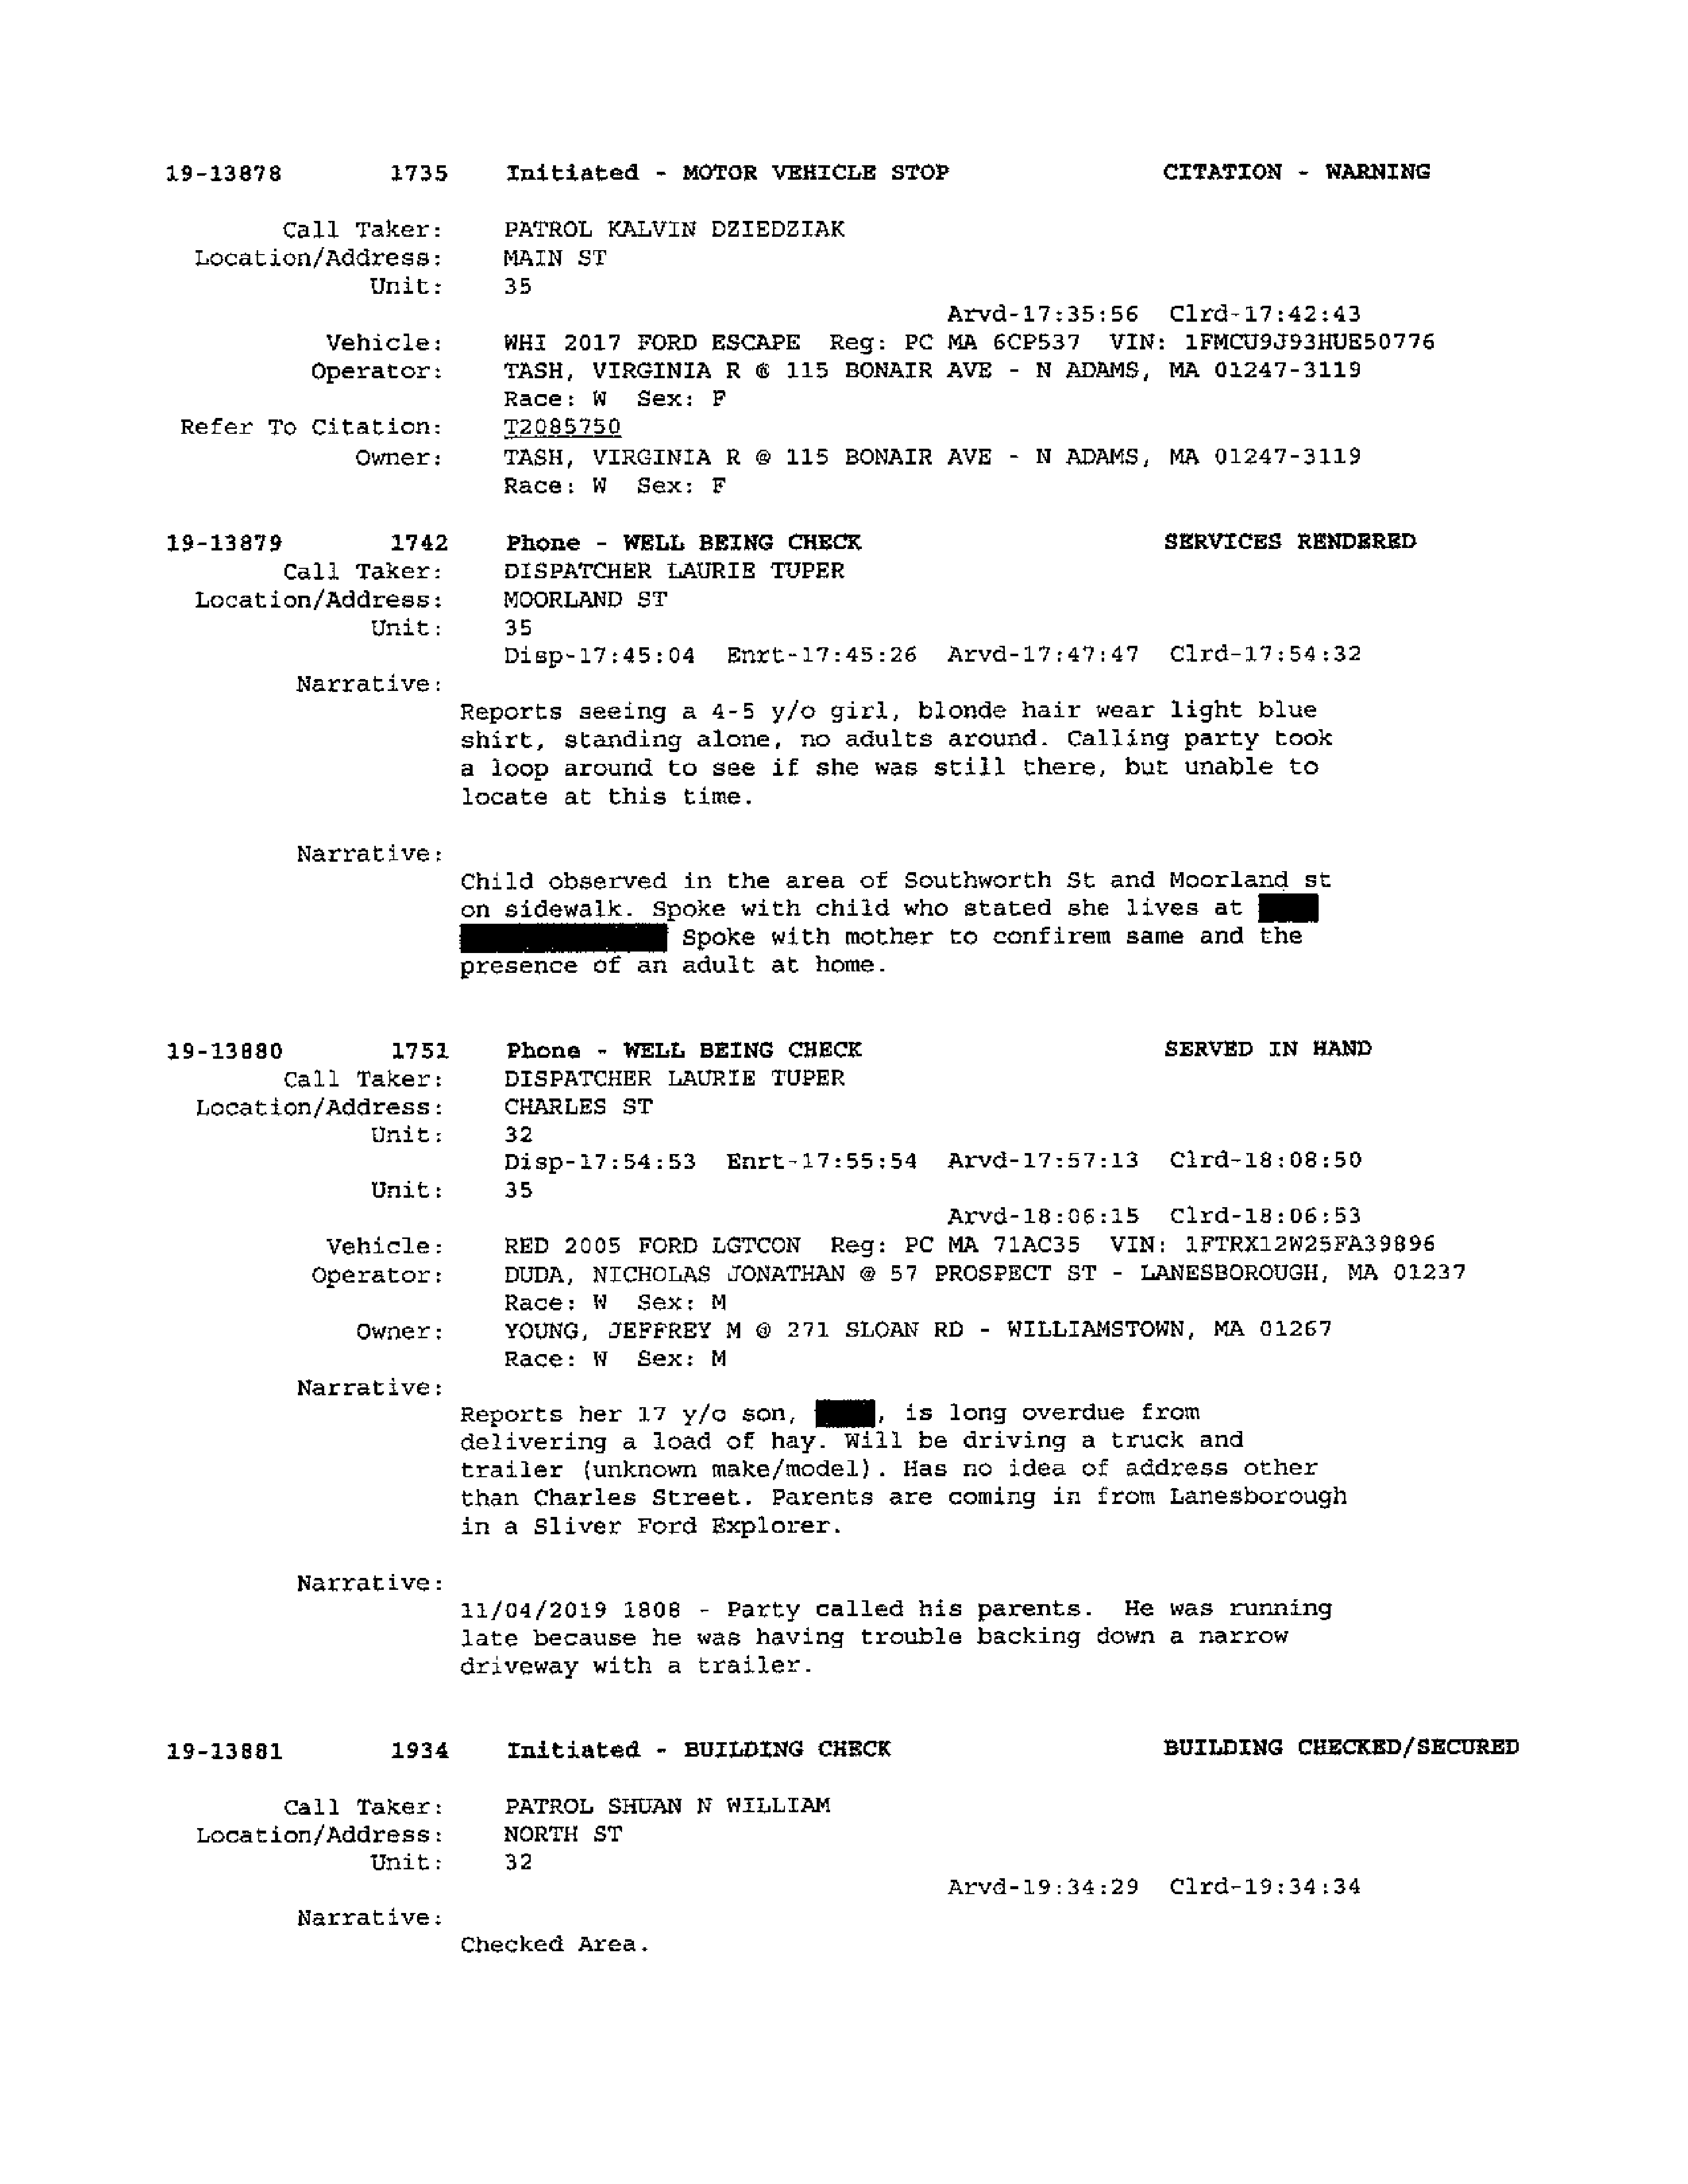 19-13878 1735 Initiated - MOTOR VEHICLE STOP CITATION - WARNING
Call Taker: PATROL KALVIN DZIEDZIAK
Location/Address: MAIN ST
Unit: 35
Arvd-17:35:56 Clrd-17:42:43
Vehicle: WHI 2017 FORD ESCAPE Reg: PC MA 6CP537 VIN: 1FMCU9J93HUE50776
Operator: TASH, VIRGINIA R @ 115 BONAIR AVE - N ADAMS, MA 01247-3119
Race: W Sex: F
Refer To Citation: T2085750
Owner: TASH, VIRGINIA R @ 115 BONAIR AVE - N ADAMS, MA 01247-3119
Race: W Sex: F
19-13879 1742 Phone - WELL BEING CHECK SERVICES RENDERED
Call Taker: DISPATCHER LAURIE TUPER
Location/Address: MOORLAND ST
Unit: 35
Disp-17:45:04 Enrt-17:45:26 Arvd-17:47:47 Clrd-17:54:32
Narrative:
Reports seeing a 4-5 y/o girl, blonde hair wear light blue
shirt, standing alone, no adults around. Calling party took
a loop around to see if she was still there, but unable to
locate at this time.
Narrative:
Child observed in the area of Southworth St and Moorland st
on sidewalk. Spoke with child who stated she lives at
Spoke with mother to confirem same and the
presence of an adult at home.
19-13880 1751 Phone - WELL BEING CHECK SERVED IN HAND
Call Taker: DISPATCHER LAURIE TUPER
Location/Address: CHARLES ST
Unit: 32
Disp-17:54:53 Enrt-17:55:54 Arvd-17:57:13 Clrd-18:08:50
Unit: 35
Arvd-18:06:15 Clrd-18:06:53
Vehicle: RED 2005 FORD LGTCON Reg: PC MA 71AC35 VIN: 1FTRX12W25FA39896
Operator: DUDA, NICHOLAS JONATHAN @ 57 PROSPECT ST - LANESBOROUGH, MA 01237
Race: W Sex: M
Owner: YOUNG, JEFFREY M @ 271 SLOAN RD - WILLIAMSTOWN, MA 01267
Race: W Sex: M
Narrative:
Reports her 17 y/o son, , is long overdue from
delivering a load of hay. Will be driving a truck and
trailer (unknown make/model). Has no idea of address other
than Charles Street. Parents are coming in from Lanesborough
in a Sliver Ford Explorer.
Narrative:
11/04/2019 1808 - Party called his parents. He was running
late because he was having trouble backing down a narrow
driveway with a trailer.
19-13881 1934 Initiated - BUILDING CHECK BUILDING CHECKED/SECURED
Call Taker: PATROL SHUAN N WILLIAM
Location/Address: NORTH ST
Unit: 32
Arvd-19:34:29 Clrd-19:34:34
Narrative:
Checked Area.